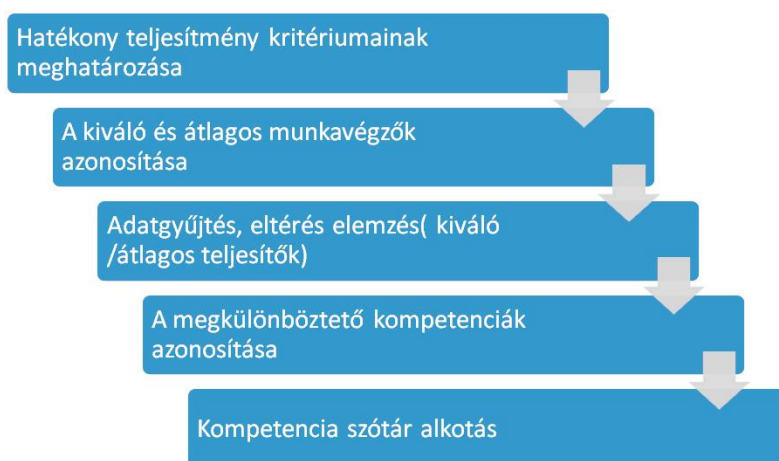 Hatékony teljesítmény kritériumainak
meghatározása
A kiváló és átlagos munkavégzők
azonosítása
Adatgyűjtés, eltérés elemzés( kiváló
/átlagos teljesítők)
A megkülönböztető kompetenciák
azonosítása
Kompetencia szótár alkotás